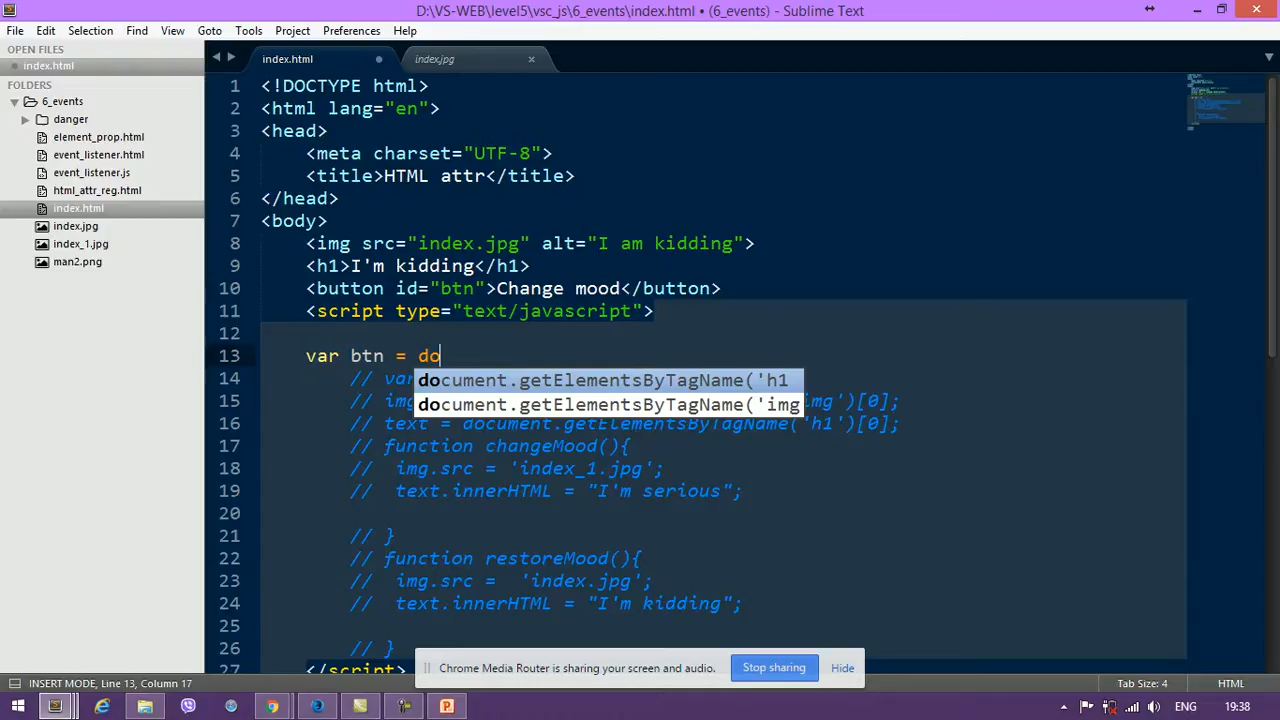 D:\VS-WEB\level5\vsc_js\6_events\index.html • (6_events) - Sublime Text
File Edit Selection Find View Goto Tools Project Preferences Help
OPEN FILES
index.html
FOLDERS
6_events
danger
element_prop.html
event_listener.html
event_listener.js
html_attr_reg.html
index.html
index.jpg
index_1.jpg
man2.png
index.html index.jpg ×
1 <!DOCTYPE html>
2 <html lang="en">
3 <head>
4 <meta charset="UTF-8">
5 <title>HTML attr</title>
6 </head>
7 <body>
8 <img src="index.jpg" alt="I am kidding">
9 <h1>I'm kidding</h1>
10 <button id="btn">Change mood</button>
11 <script type="text/javascript">
12
13 var btn = do
document.getElementsByTagName('h1
document.getElementsByTagName('img
14 // var
15 // img 'img')[0];
16 // text = document.getElementsByTagName('h1')[0];
17 // function changeMood(){
18 // img.src = 'index_1.jpg';
19 // text.innerHTML = "I'm serious";
20
21 // }
22 // function restoreMood(){
23 // img.src = 'index.jpg';
24 // text.innerHTML = "I'm kidding";
25
26 // }
27 </script>
Chrome Media Router is sharing your screen and audio. Stop sharing Hide
INSERT MODE, Line 13, Column 17 Tab Size: 4 HTML
ENG 19:38